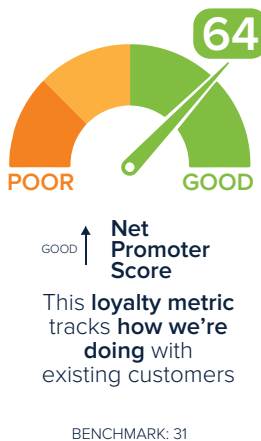 64
POOR
GOOD
GOOD
Net
Promoter
Score
This loyalty metric
tracks how we're
doing with
existing customers
BENCHMARK: 31